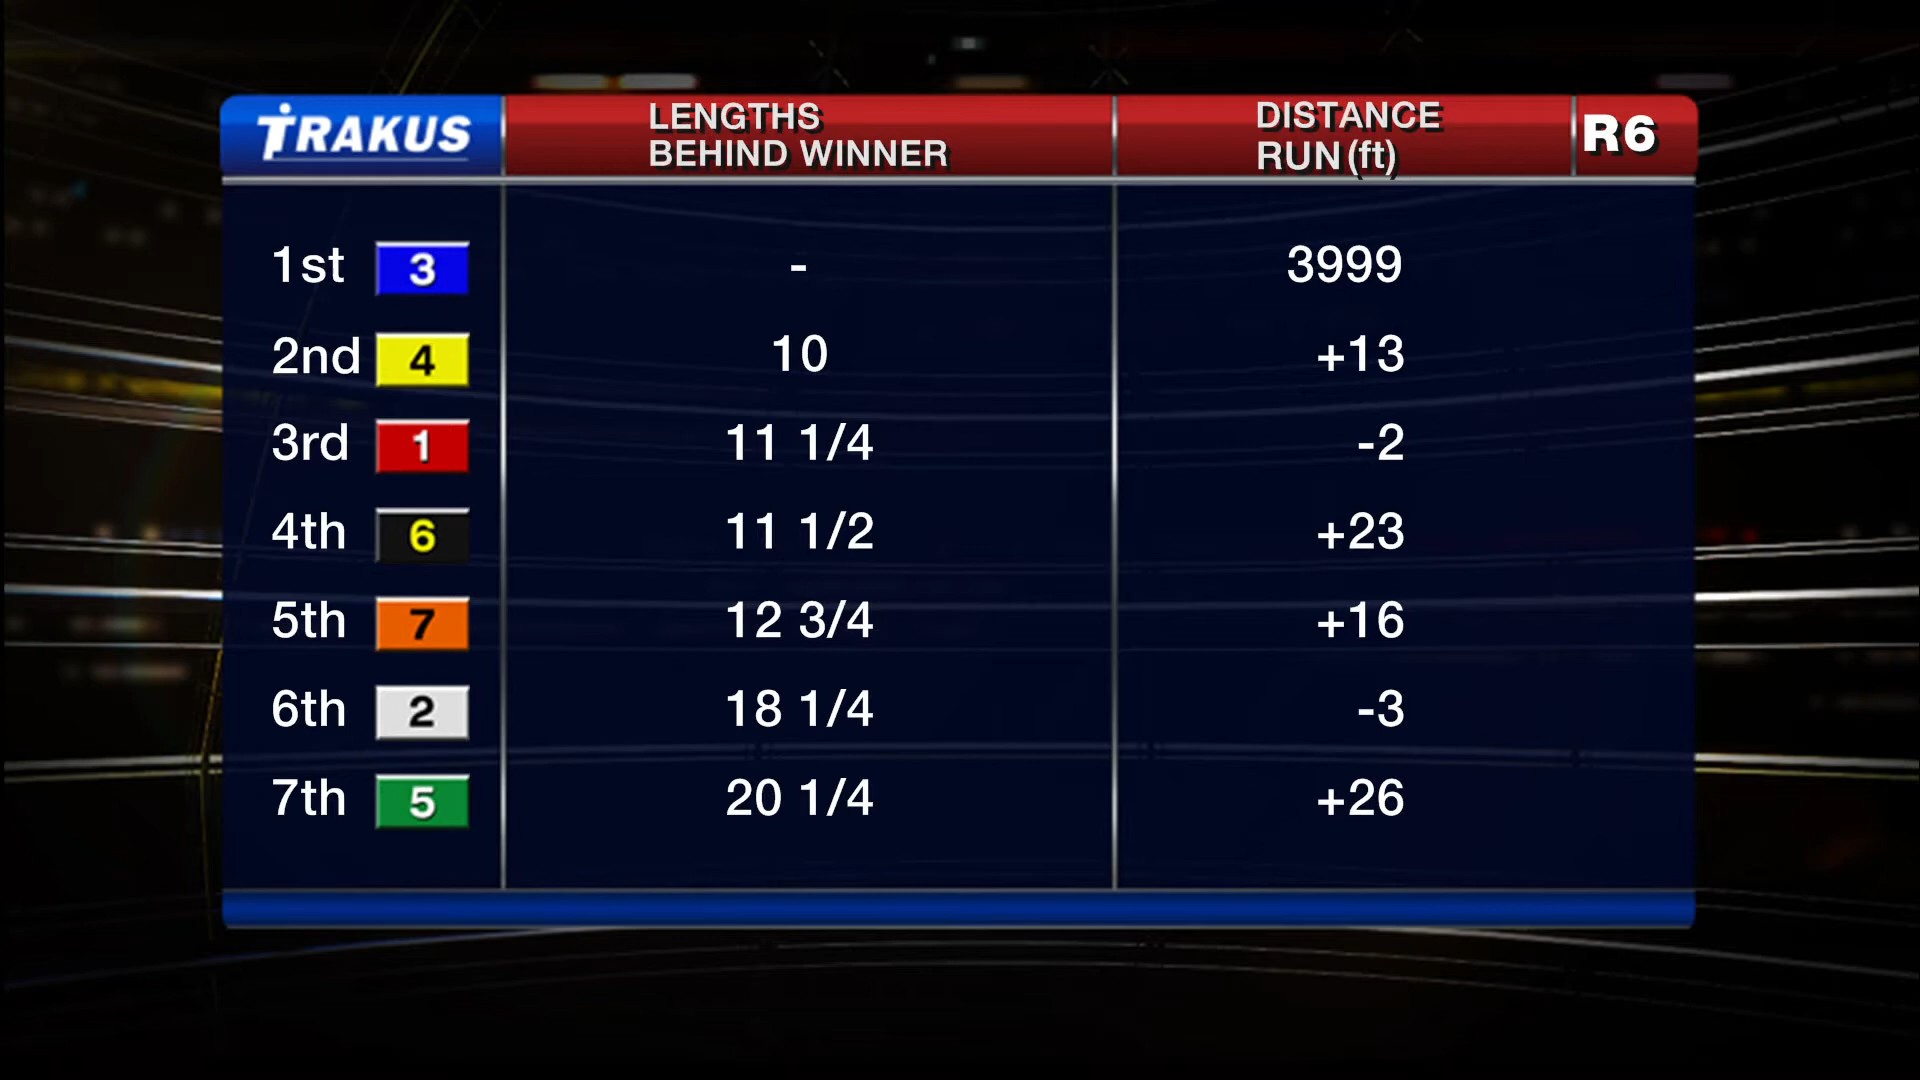 TRAKUS
LENGTHS
BEHIND WINNER
DISTANCE
RUN (ft)
R6
1st 3 - 3999
2nd 4 10 +13
3rd 1 11 1/4 -2
4th 6 11 1/2 +23
5th 7 12 3/4 +16
6th 2 18 1/4 -3
7th 5 20 1/4 +26